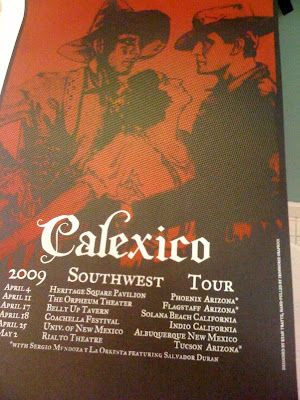 Calexico
2009 Southwest Tour
April 4 Heritage Square Pavilion Phoenix Arizona*
April 11 The Orpheum Theater Flagstaff Arizona*
April 17 Belly Up Tavern Solana Beach California
April 18 Coachella Festival Indio California
April 25 Univ. of New Mexico Albuquerque New Mexico
May 2 Rialto Theatre Tucson Arizona*
*with Sergio Mendoza y La Orkesta featuring Salvador Duran